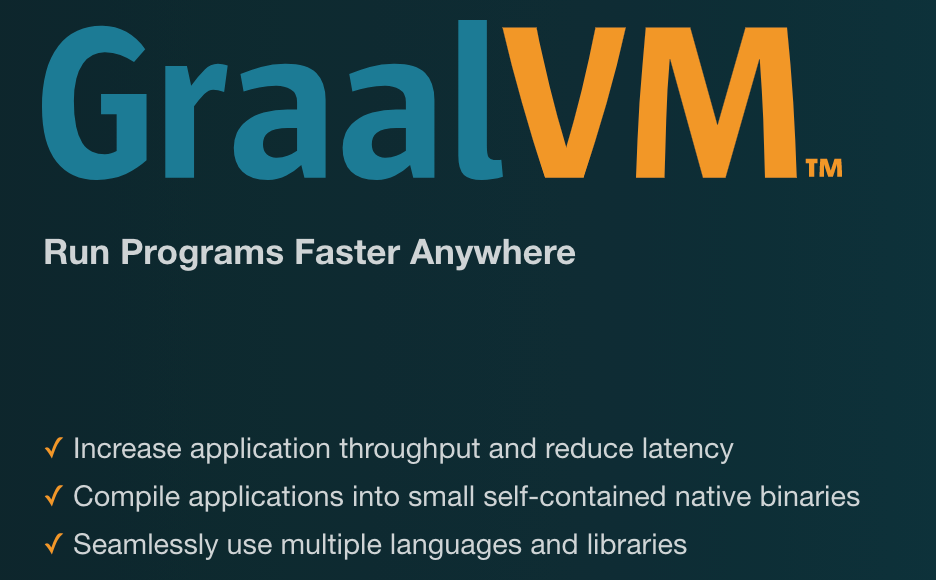 GraalVM™
Run Programs Faster Anywhere
✓ Increase application throughput and reduce latency
✓ Compile applications into small self-contained native binaries
✓ Seamlessly use multiple languages and libraries